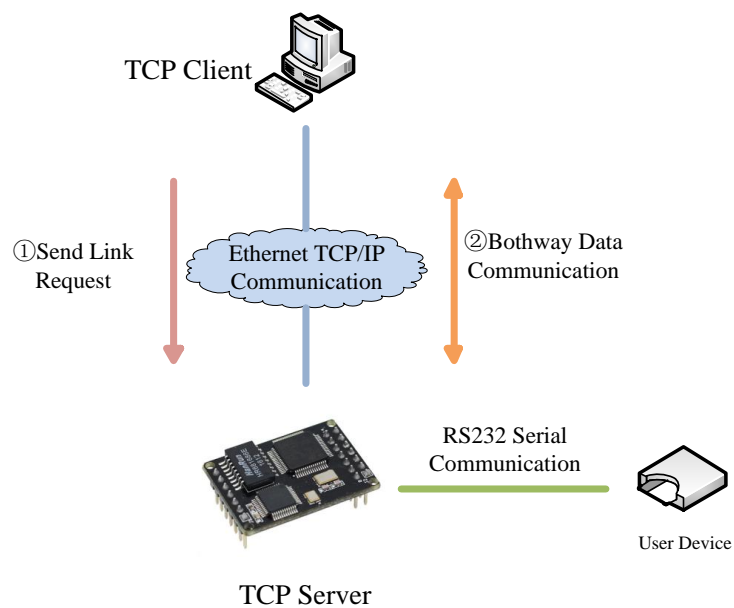 TCP Client
①Send Link
Request
Ethernet TCP/IP
Communication
②Bothway Data
Communication
RS232 Serial
Communication
User Device
TCP Server